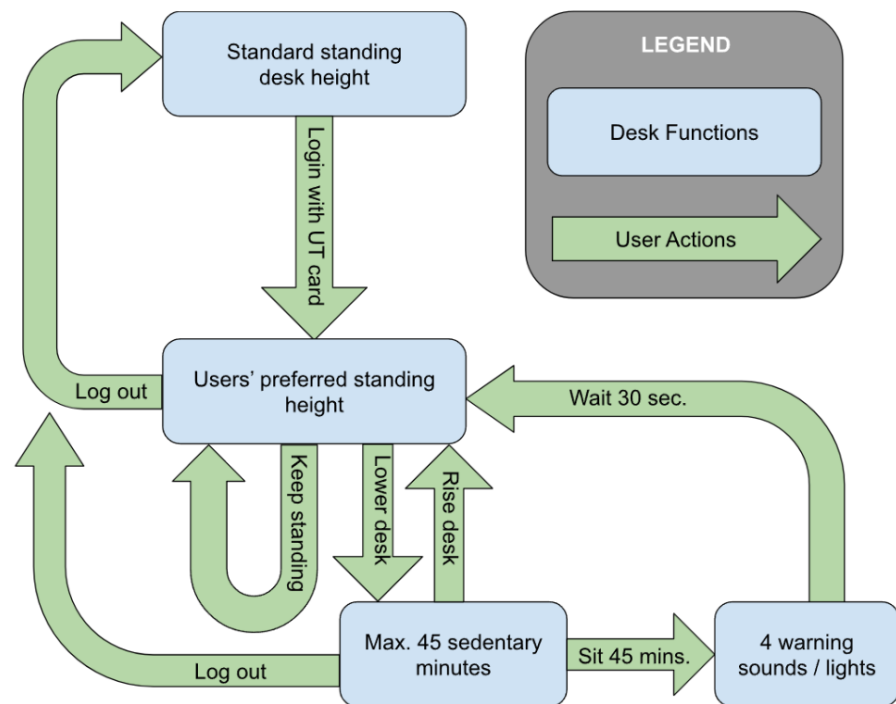 Standard standing
desk height
LEGEND
Desk Functions
User Actions
Login with UT card
Users' preferred standing
height
Log out
Wait 30 sec.
Keep standing
Lower desk
Rise desk
Max. 45 sedentary
minutes
Sit 45 mins.
4 warning
sounds / lights
Log out